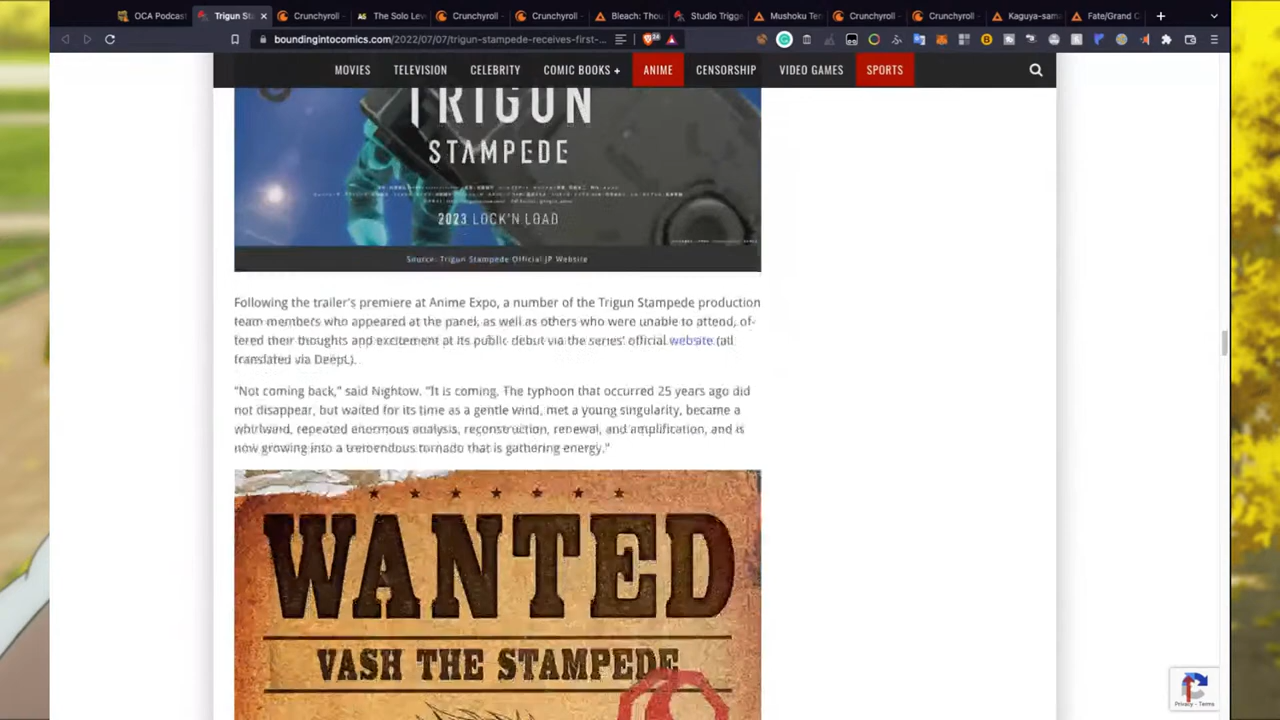 OCA Podcast
Trigun St
Crunchyroll
The Solo Lev
Crunchyroll
Crunchyroll
Bleach: Thou
Studio Trigge
Mushoku Ten
Crunchyroll
Crunchyroll
Kaguya-sama
Fate/Grand C
boundingintocomics.com/2022/07/07/trigun-stampede-receives-first-...
MOVIES
TELEVISION
CELEBRITY
COMIC BOOKS +
ANIME
CENSORSHIP
VIDEO GAMES
SPORTS
TRIGUN
STAMPEDE
2023 LOCK'N LOAD
Source: Trigun Stampede Official JP Website
Following the trailer's premiere at Anime Expo, a number of the Trigun Stampede production
team members who appeared at the panel, as well as others who were unable to attend, of-
fered their thoughts and excitement at its public debut via the series' official website (all
translated via DeepL).
"Not coming back," said Nightow. "It is coming. The typhoon that occurred 25 years ago did
not disappear, but waited for its time as a gentle wind, met a young singularity, became a
whirlwind, repeated enormous analysis, reconstruction, renewal, and amplification, and is
now growing into a tremendous tornado that is gathering energy."
WANTED
VASH THE STAMPEDE
Privacy - Terms